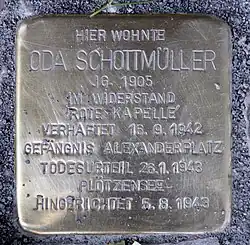 HIER WOHNTE
ODA SCHOTTMÜLLER
JG. 1905
IM WIDERSTAND
'ROTE KAPELLE'
VERHAFTET 16.9.1942
GEFÄNGNIS ALEXANDERPLATZ
TODESURTEIL 26.1.1943
PLÖTZENSEE
HINGERICHTET 5.8.1943